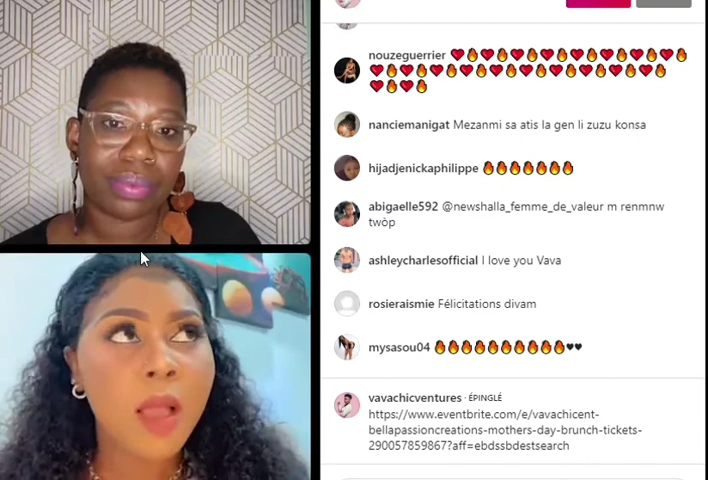 nouzeguerrier ❤️🔥❤️🔥❤️🔥❤️🔥❤️🔥❤️🔥❤️🔥❤️🔥
❤️🔥❤️🔥❤️🔥❤️🔥❤️🔥❤️🔥❤️🔥❤️🔥❤️🔥❤️🔥
❤️🔥❤️🔥
nanciemanigat Mezanmi sa atis la gen li zuzu konsa
hijadjenickaphilippe 🔥🔥🔥🔥🔥🔥🔥
abigaelle592 @newshalla_femme_de_valeur m renmnw
twòp
ashleycharlesofficial I love you Vava
rosieraismie Félicitations divam
mysasou04 🔥🔥🔥🔥🔥🔥🔥🔥🔥🔥♥♥
vavachicventures · ÉPINGLÉ
https://www.eventbrite.com/e/vavachicent-
bellapassioncreations-mothers-day-brunch-tickets-
290057859867?aff=ebdssbdestsearch